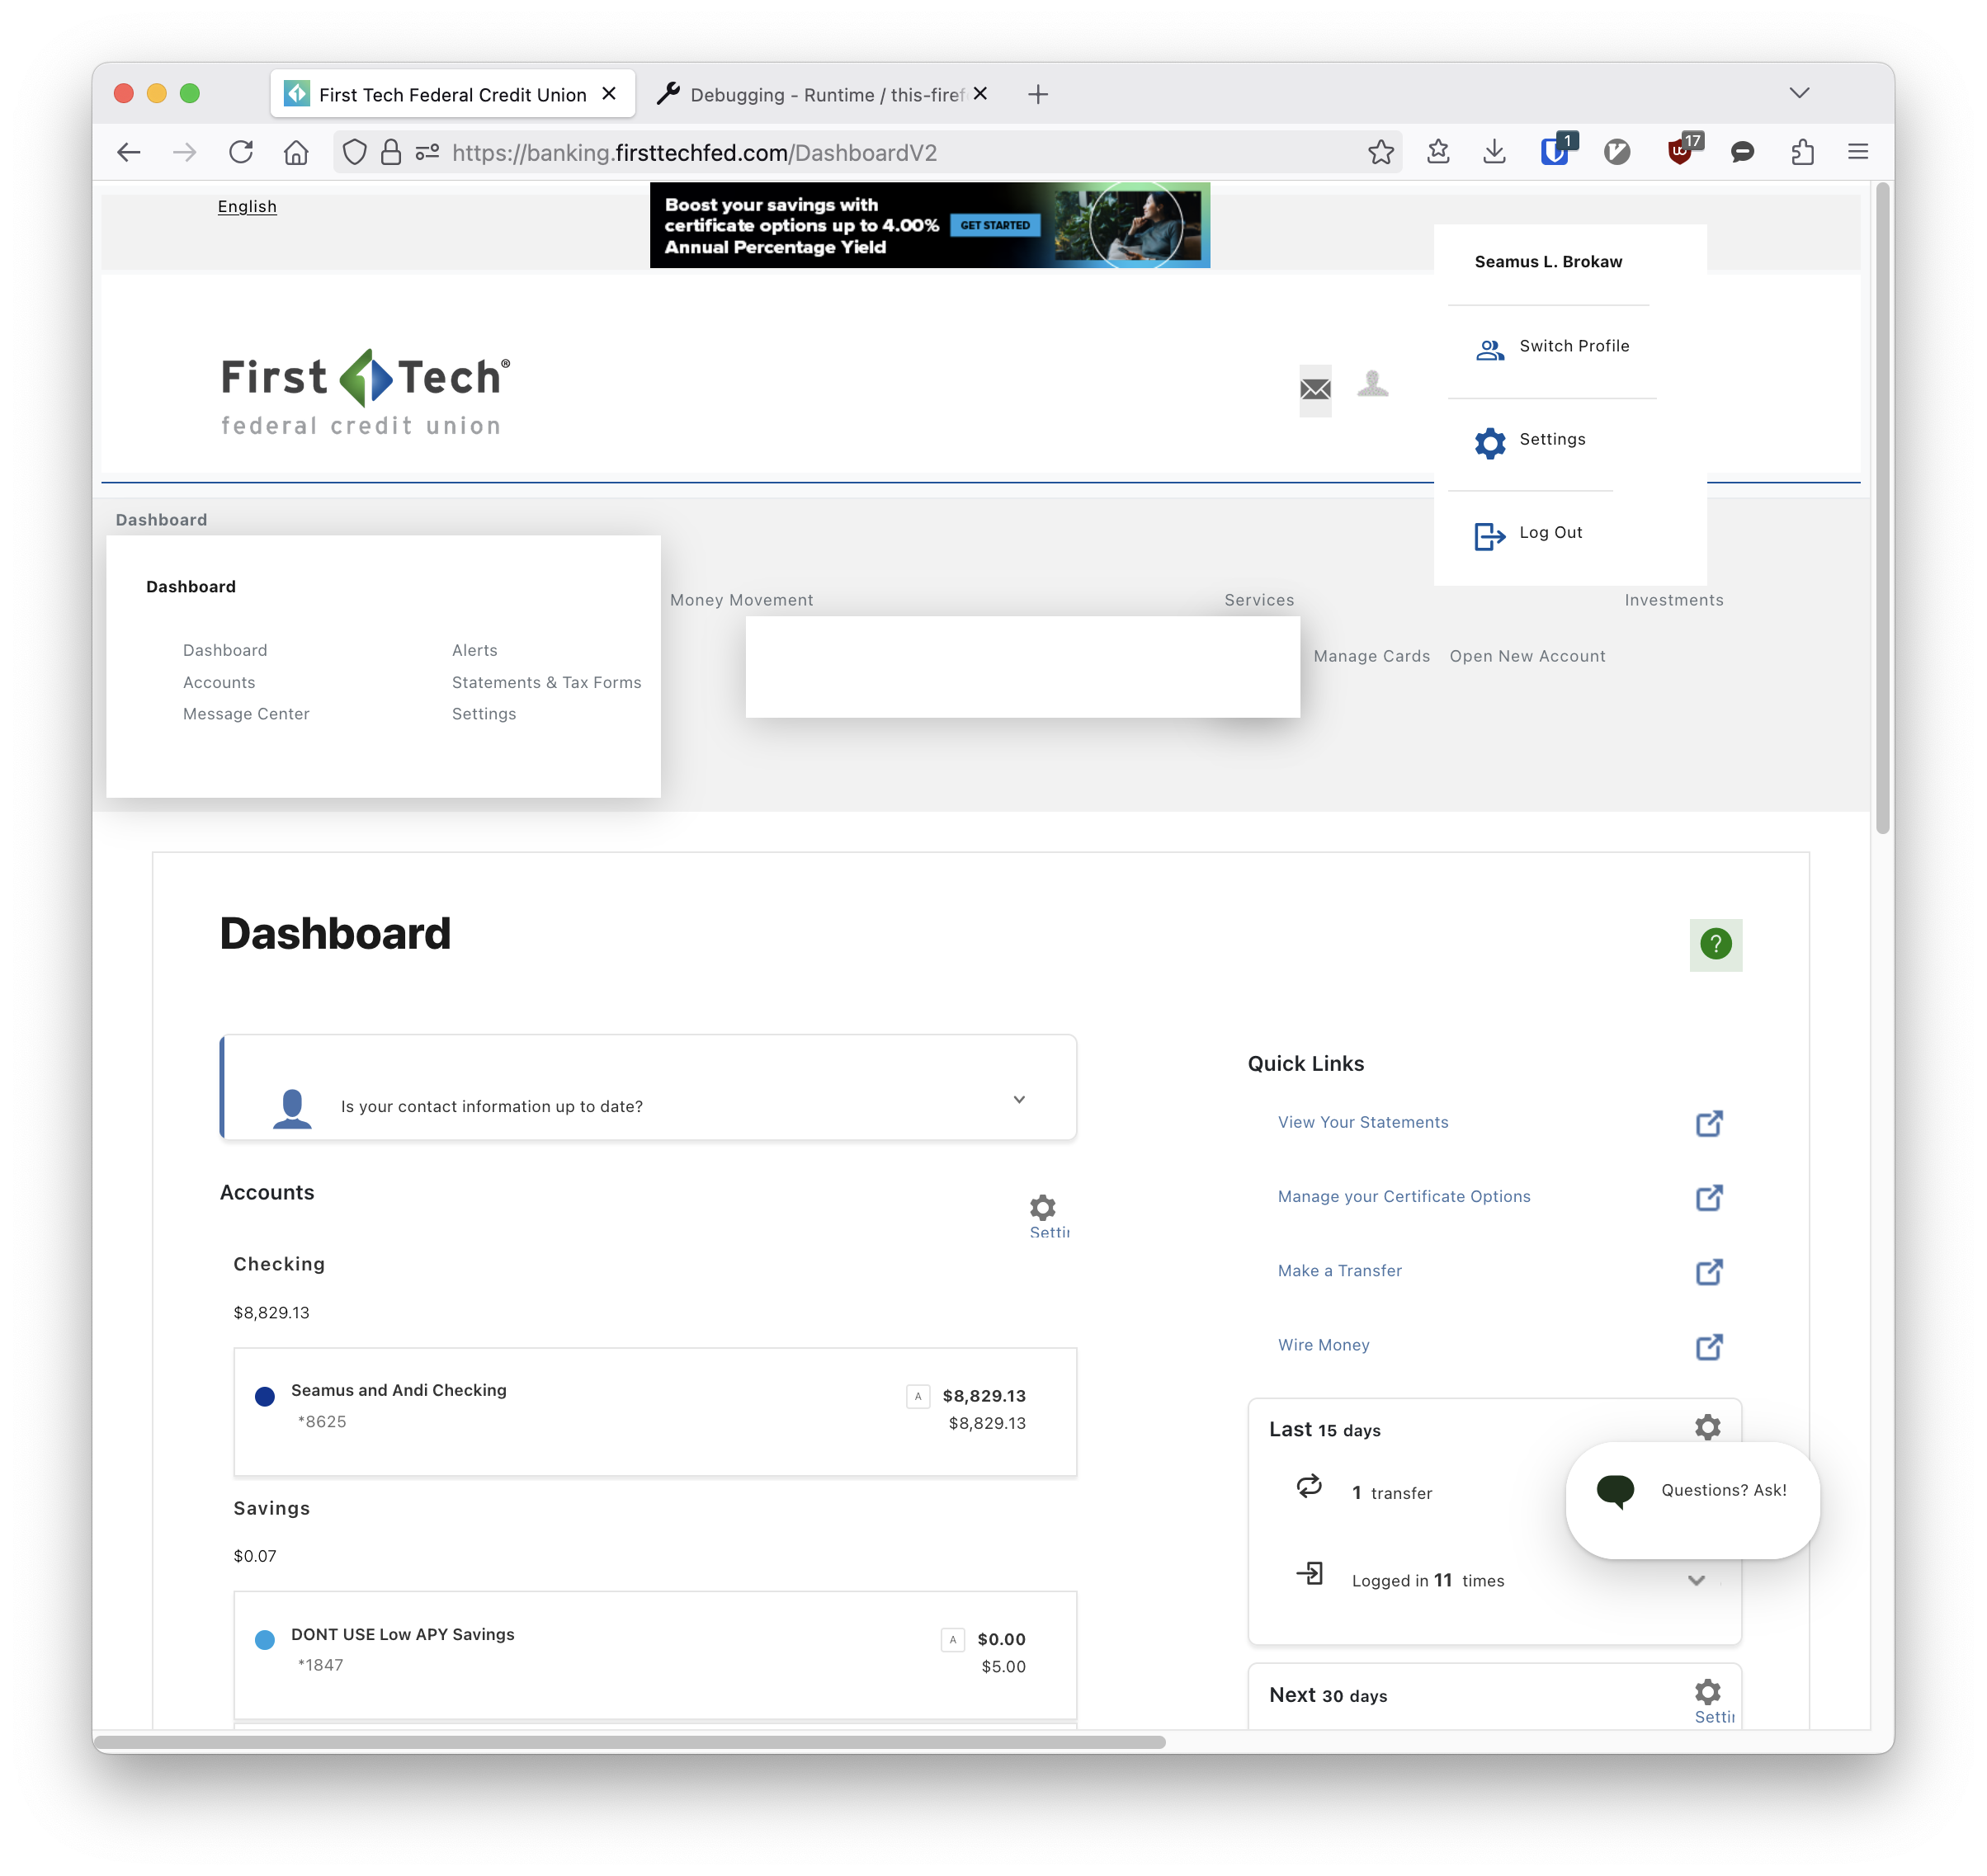 First Tech Federal Credit Union
Debugging - Runtime / this-firef
https://banking.firsttechfed.com/DashboardV2
1
17
English
Boost your savings with
certificate options up to 4.00%
Annual Percentage Yield
GET STARTED
Seamus L. Brokaw
Switch Profile
Settings
Log Out
First Tech®
federal credit union
Dashboard
Dashboard
Dashboard
Accounts
Message Center
Alerts
Statements & Tax Forms
Settings
Money Movement
Services
Investments
Manage Cards
Open New Account
Dashboard
?
Is your contact information up to date?
Accounts
Settin
Checking
$8,829.13
Seamus and Andi Checking
*8625
A $8,829.13
$8,829.13
Savings
$0.07
DONT USE Low APY Savings
*1847
A $0.00
$5.00
Quick Links
View Your Statements
Manage your Certificate Options
Make a Transfer
Wire Money
Last 15 days
1 transfer
Logged in 11 times
Questions? Ask!
Next 30 days
Settin